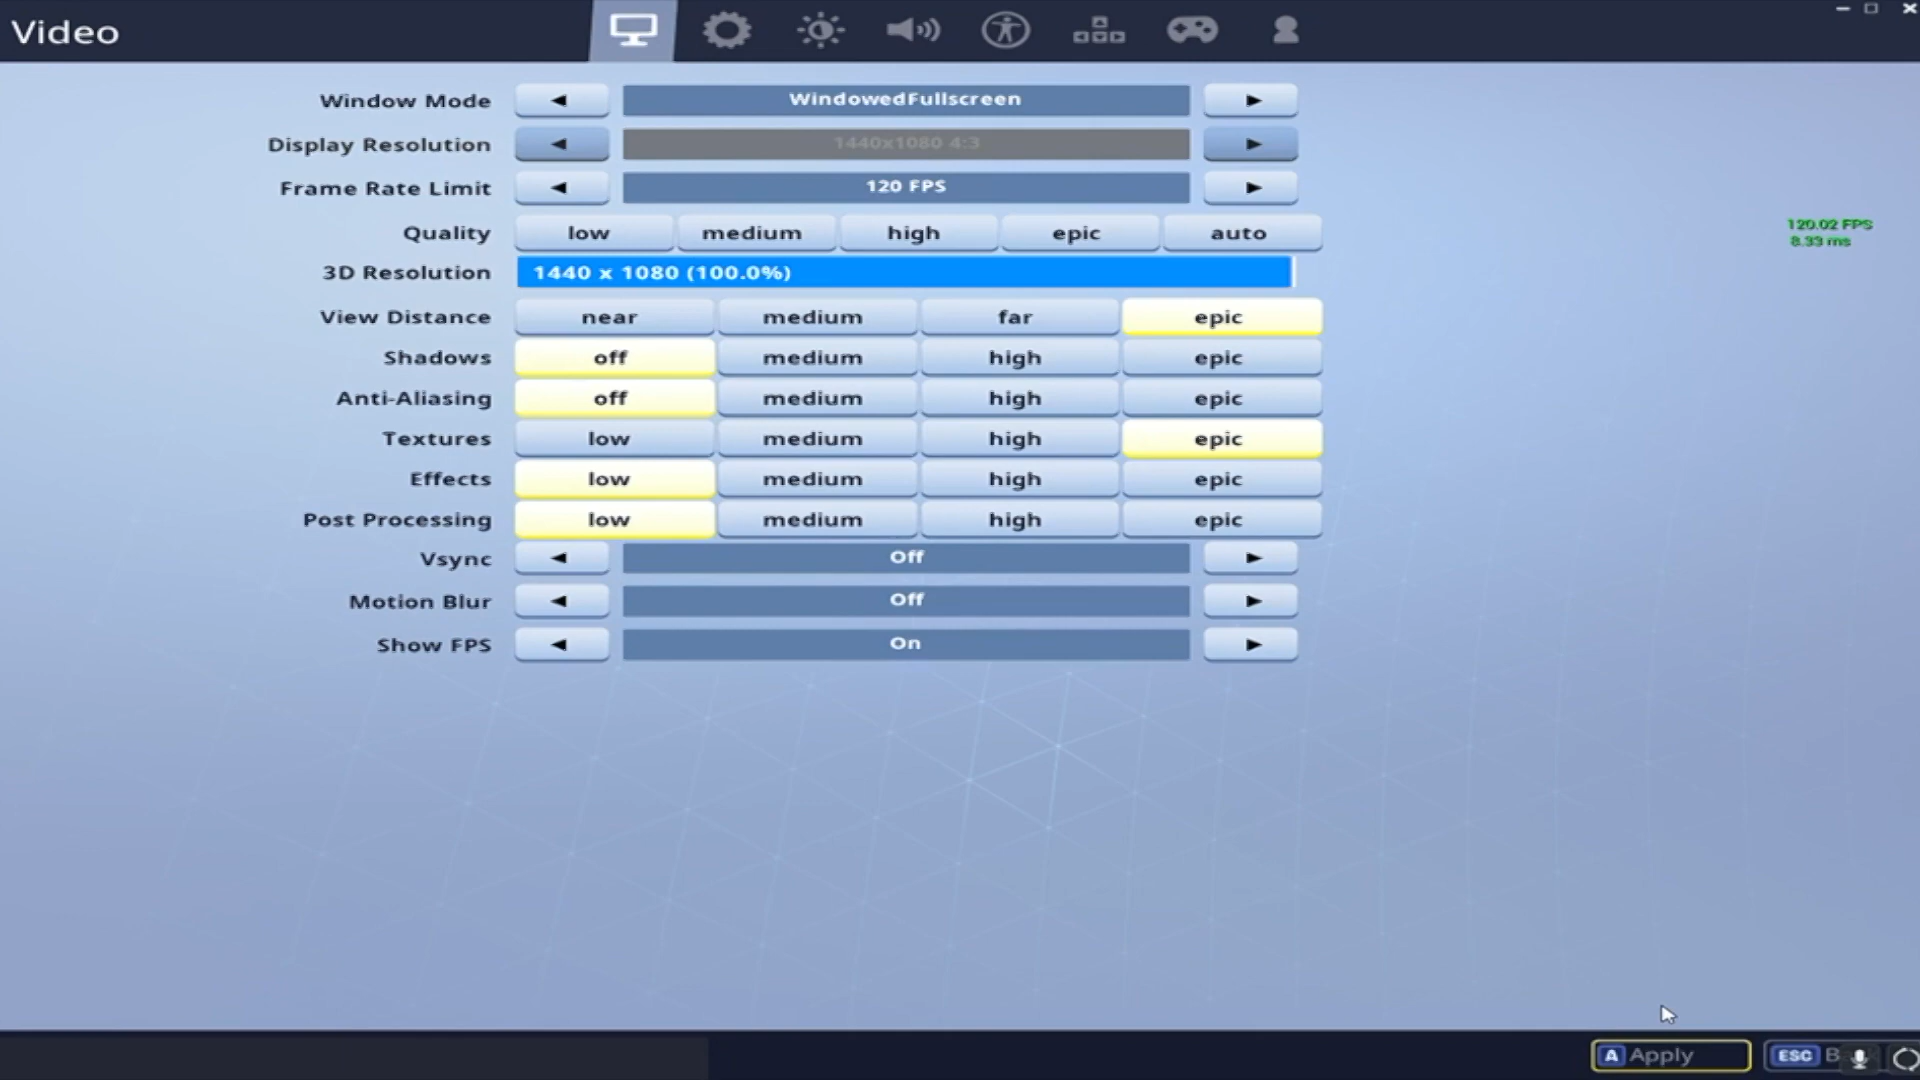 Video
Window Mode WindowedFullscreen
Display Resolution 1440x1080 4:3
Frame Rate Limit 120 FPS
Quality low medium high epic auto
120.02 FPS
8.33 ms
3D Resolution 1440 x 1080 (100.0%)
View Distance near medium far epic
Shadows off medium high epic
Anti-Aliasing off medium high epic
Textures low medium high epic
Effects low medium high epic
Post Processing low medium high epic
Vsync Off
Motion Blur Off
Show FPS On
A Apply ESC B